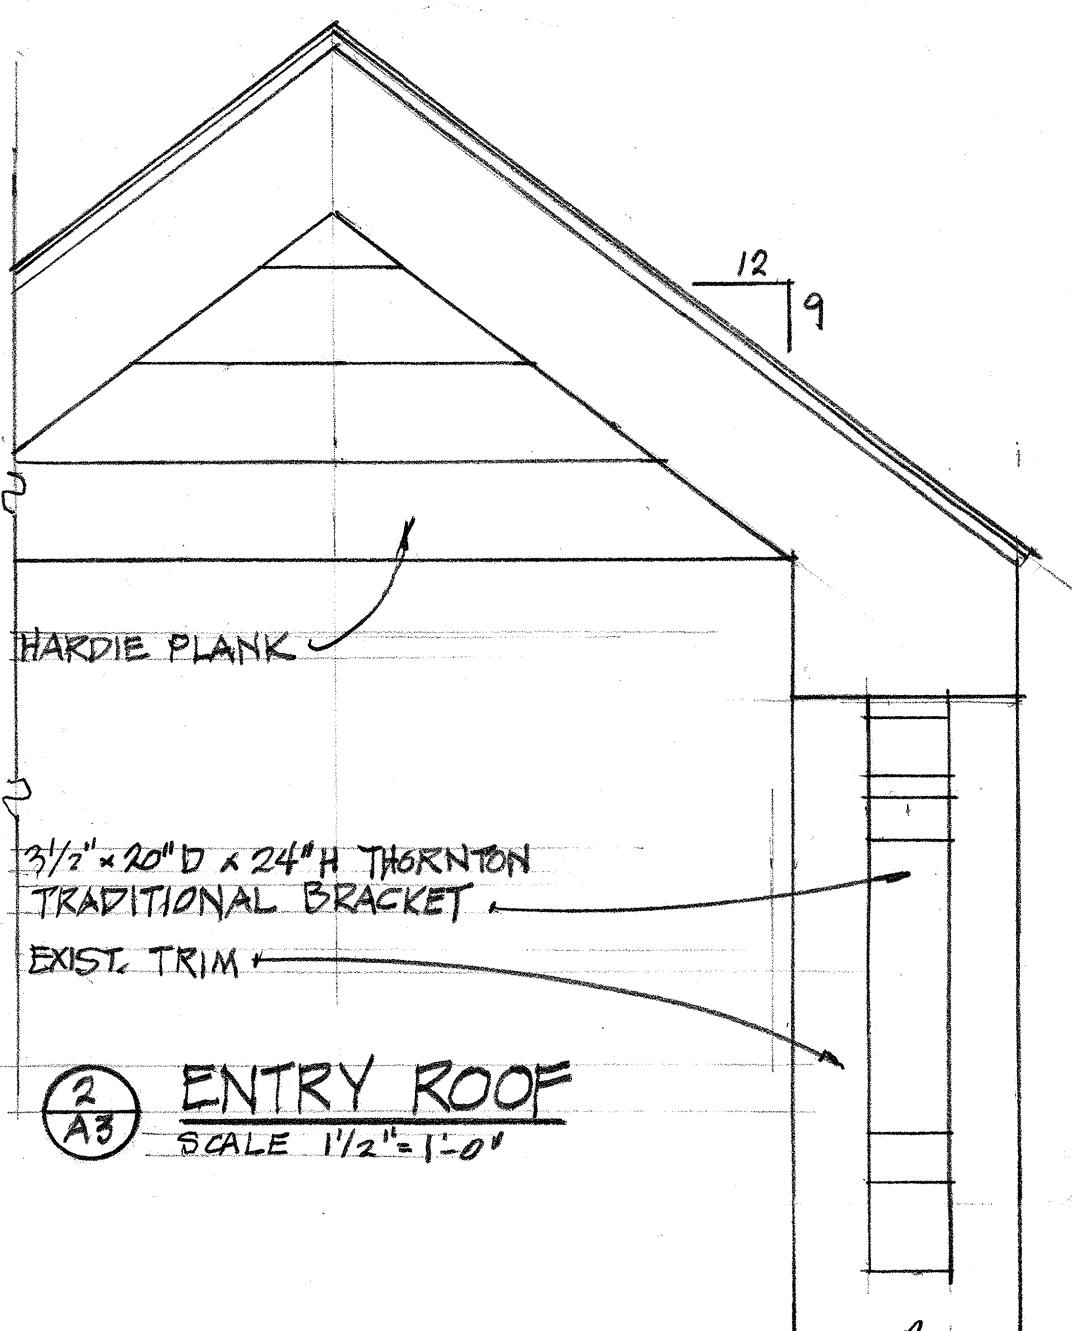 12
9
HARDIE PLANK
3 1/2" x 20" D x 24" H THORNTON
TRADITIONAL BRACKET
EXIST. TRIM
2
A3
ENTRY ROOF
SCALE 1 1/2" = 1'-0"